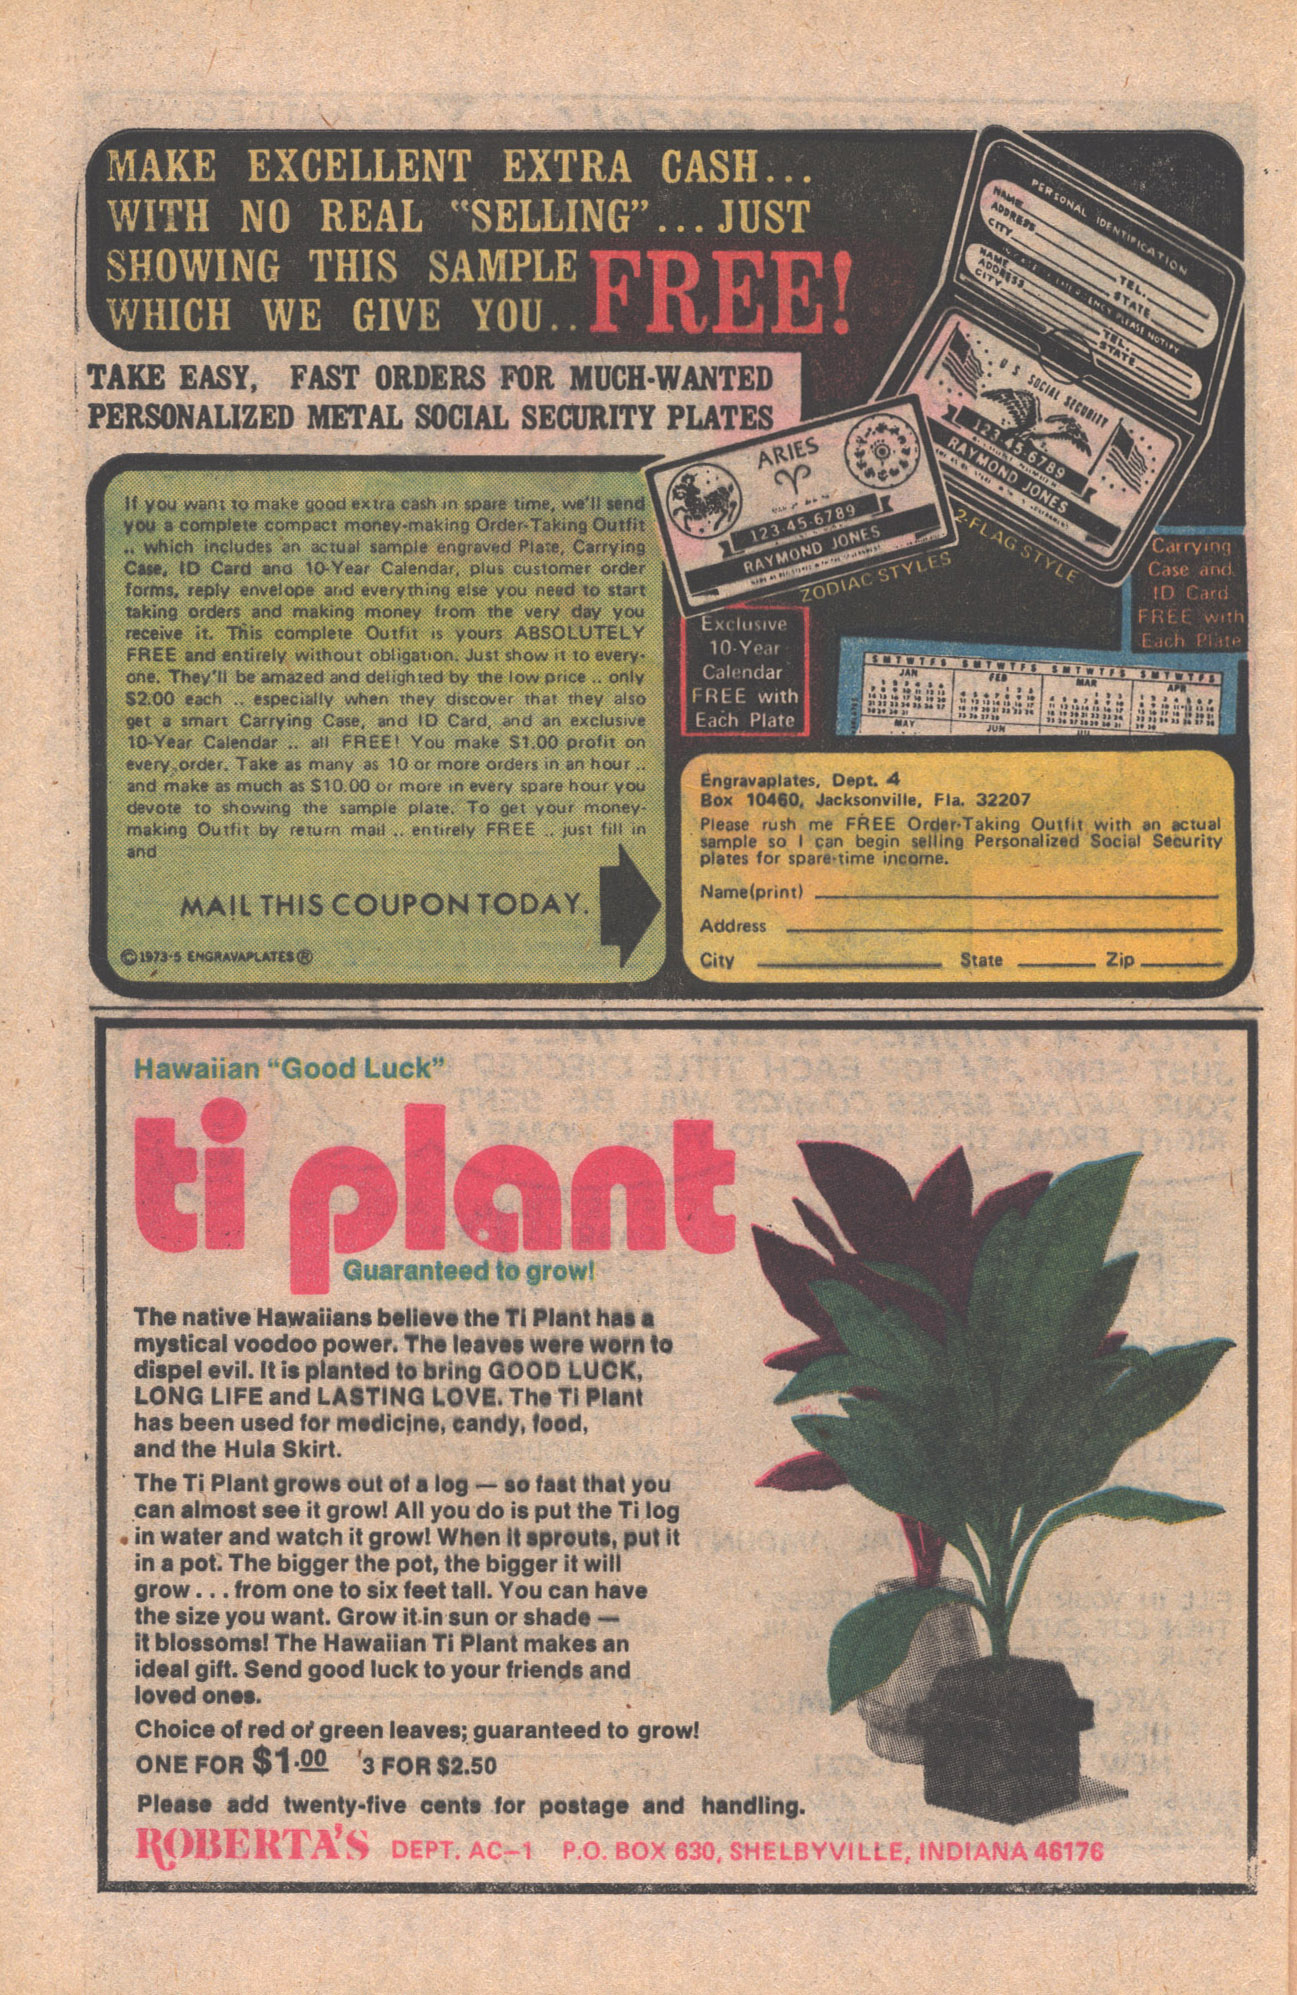 MAKE EXCELLENT EXTRA CASH...
WITH NO REAL "SELLING"...JUST
SHOWING THIS SAMPLE
WHICH WE GIVE YOU.. FREE!
TAKE EASY, FAST ORDERS FOR MUCH-WANTED
PERSONALIZED METAL SOCIAL SECURITY PLATES
PERSONAL IDENTIFICATION
NAME
ADDRESS
CITY
TEL.
STATE
NAME
ADDRESS
CITY
EMERGENCY PLEASE NOTIFY
TEL.
STATE
U S SOCIAL SECURITY
123-45-6789
RAYMOND JONES
2-FLAG STYLE
ARIES
123-45-6789
RAYMOND JONES
ZODIAC STYLES
If you want to make good extra cash in spare time, we'll send
you a complete compact money-making Order-Taking Outfit
.. which includes an actual sample engraved Plate, Carrying
Case, ID Card and 10-Year Calendar, plus customer order
forms, reply envelope and everything else you need to start
taking orders and making money from the very day you
receive it. This complete Outfit is yours ABSOLUTELY
FREE and entirely without obligation. Just show it to every-
one. They'll be amazed and delighted by the low price .. only
$2.00 each especially when they discover that they also
get a smart Carrying Case, and ID Card, and an exclusive
10-Year Calendar .. all FREE! You make $1.00 profit on
every order. Take as many as 10 or more orders in an hour ..
and make as much as $10.00 or more in every spare hour you
devote to showing the sample plate. To get your money-
making Outfit by return mail .. entirely FREE .. just fill in
and
MAIL THIS COUPON TODAY.
©1973-5 ENGRAVAPLATES®
Exclusive
10-Year
Calendar
FREE with
Each Plate
Carrying
Case and
ID Card
FREE with
Each Plate
SMTWTFS SMTWTFS SMTWTFS SMTWTFS
JAN FEB MAR APR
MAY JUN JUL
Engravaplates, Dept. 4
Box 10460, Jacksonville, Fla. 32207
Please rush me FREE Order-Taking Outfit with an actual
sample so I can begin selling Personalized Social Security
plates for spare-time income.
Name(print)
Address
City State Zip
Hawaiian "Good Luck"
ti plant
Guaranteed to grow!
The native Hawaiians believe the Ti Plant has a
mystical voodoo power. The leaves were worn to
dispel evil. It is planted to bring GOOD LUCK,
LONG LIFE and LASTING LOVE. The Ti Plant
has been used for medicine, candy, food,
and the Hula Skirt.
The Ti Plant grows out of a log — so fast that you
can almost see it grow! All you do is put the Ti log
in water and watch it grow! When it sprouts, put it
in a pot. The bigger the pot, the bigger it will
grow . . . from one to six feet tall. You can have
the size you want. Grow it in sun or shade —
it blossoms! The Hawaiian Ti Plant makes an
ideal gift. Send good luck to your friends and
loved ones.
Choice of red or green leaves; guaranteed to grow!
ONE FOR $1.00 3 FOR $2.50
Please add twenty-five cents for postage and handling.
ROBERTA'S DEPT. AC-1 P.O. BOX 630, SHELBYVILLE, INDIANA 46176